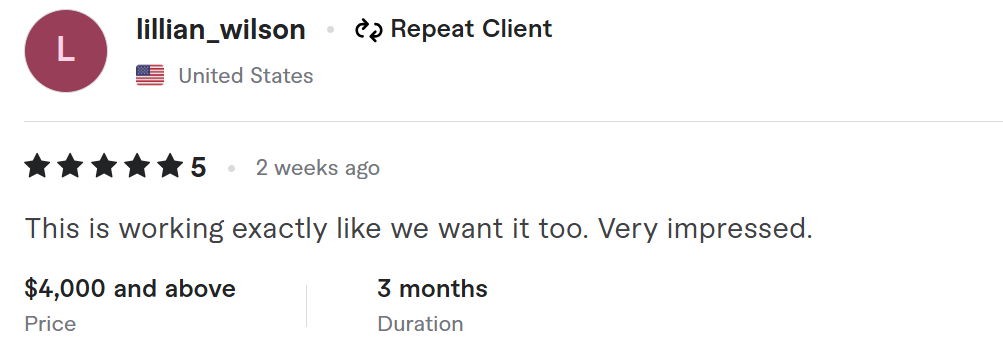 L
lillian_wilson • Repeat Client
United States
5 • 2 weeks ago
This is working exactly like we want it too. Very impressed.
$4,000 and above
Price
3 months
Duration